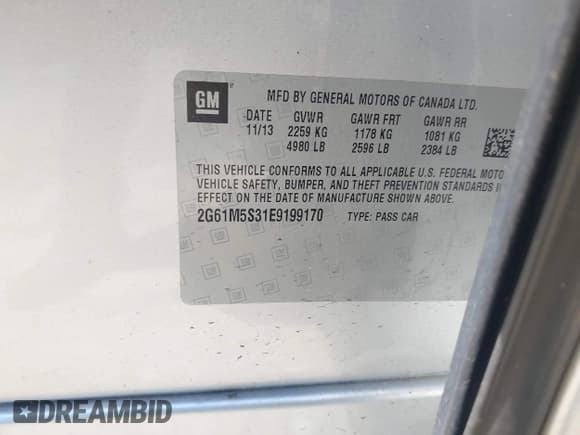 GM
MFD BY GENERAL MOTORS OF CANADA LTD.
DATE GVWR GAWR FRT GAWR RR
11/13 2259 KG 1178 KG 1081 KG
4980 LB 2596 LB 2384 LB
THIS VEHICLE CONFORMS TO ALL APPLICABLE U.S. FEDERAL MOTO
VEHICLE SAFETY, BUMPER, AND THEFT PREVENTION STANDARDS IN
EFFECT ON THE DATE OF MANUFACTURE SHOWN ABOVE.
2G61M5S31E9199170 TYPE: PASS CAR
DREAMBID